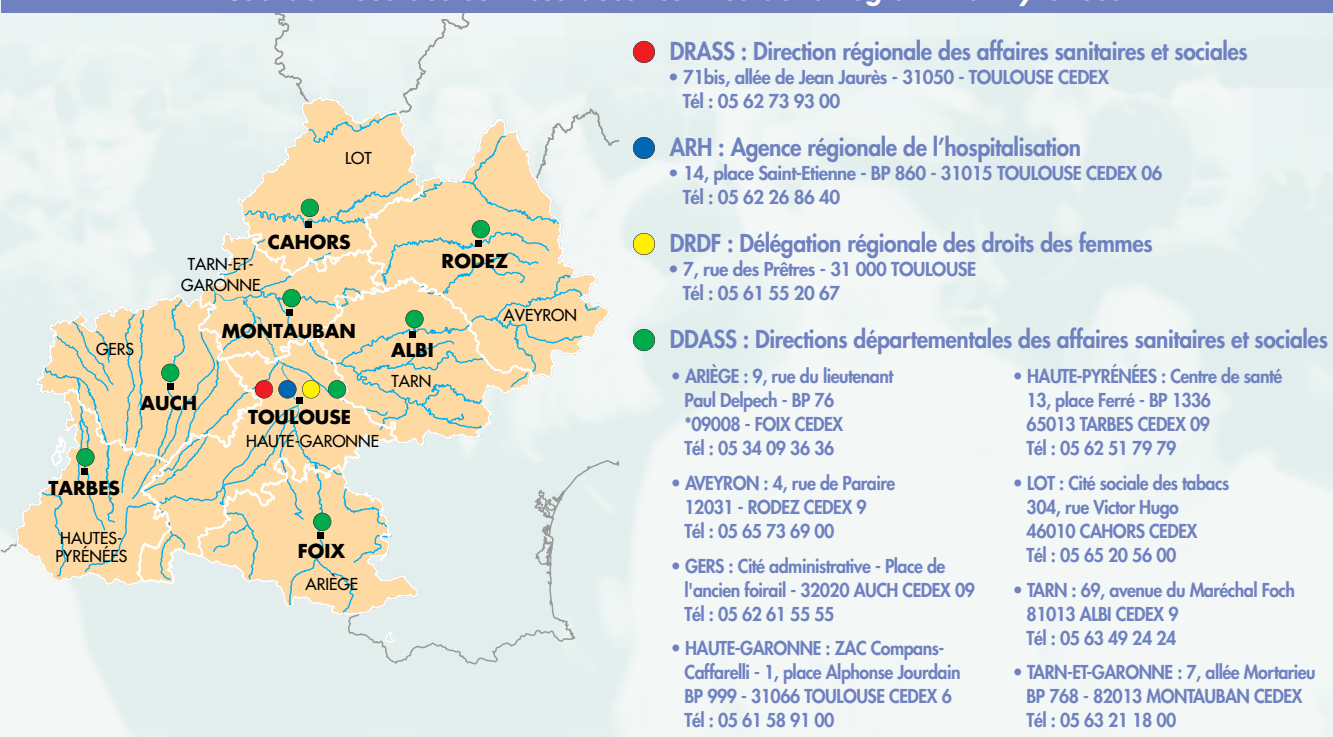 DRASS : Direction régionale des affaires sanitaires et sociales
• 71bis, allée de Jean Jaurès - 31050 - TOULOUSE CEDEX
Tél : 05 62 73 93 00
ARH : Agence régionale de l'hospitalisation
• 14, place Saint-Etienne - BP 860 - 31015 TOULOUSE CEDEX 06
Tél : 05 62 26 86 40
DRDF : Délégation régionale des droits des femmes
• 7, rue des Prêtres - 31 000 TOULOUSE
Tél : 05 61 55 20 67
DDASS : Directions départementales des affaires sanitaires et sociales
• ARIÈGE : 9, rue du lieutenant
Paul Delpech - BP 76
*09008 - FOIX CEDEX
Tél : 05 34 09 36 36
• AVEYRON : 4, rue de Paraire
12031 - RODEZ CEDEX 9
Tél : 05 65 73 69 00
• GERS : Cité administrative - Place de
l'ancien foirail - 32020 AUCH CEDEX 09
Tél : 05 62 61 55 55
• HAUTE-GARONNE : ZAC Compans-
Caffarelli - 1, place Alphonse Jourdain
BP 999 - 31066 TOULOUSE CEDEX 6
Tél : 05 61 58 91 00
• HAUTE-PYRÉNÉES : Centre de santé
13, place Ferré - BP 1336
65013 TARBES CEDEX 09
Tél : 05 62 51 79 79
• LOT : Cité sociale des tabacs
304, rue Victor Hugo
46010 CAHORS CEDEX
Tél : 05 65 20 56 00
• TARN : 69, avenue du Maréchal Foch
81013 ALBI CEDEX 9
Tél : 05 63 49 24 24
• TARN-ET-GARONNE : 7, allée Mortarieu
BP 768 - 82013 MONTAUBAN CEDEX
Tél : 05 63 21 18 00
LOT
CAHORS
RODEZ
TARN-ET-
GARONNE
AVEYRON
MONTAUBAN
ALBI
GERS
TARN
AUCH
TOULOUSE
HAUTE-GARONNE
TARBES
HAUTES-
PYRÉNÉES
FOIX
ARIÈGE